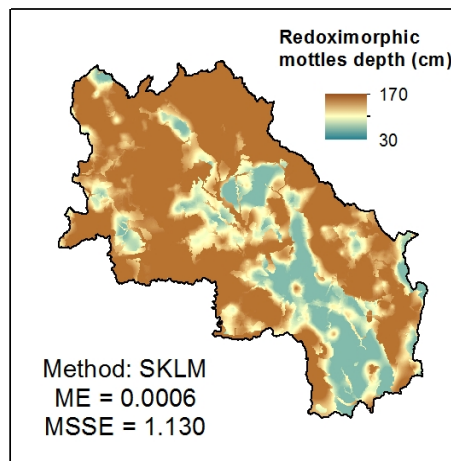 Redoximorphic
mottles depth (cm)
170
30
Method: SKLM
ME = 0.0006
MSSE = 1.130